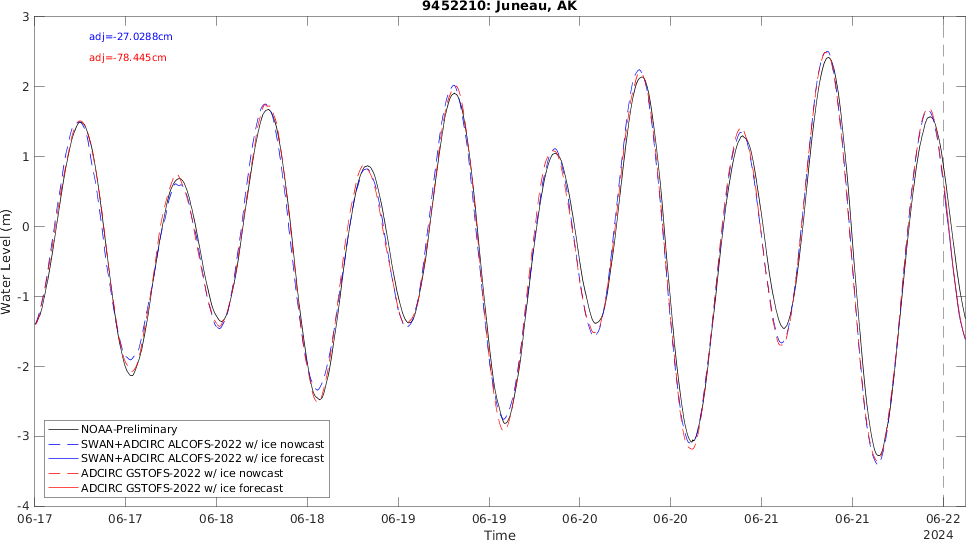 9452210: Juneau, AK
adj=-27.0288cm
adj=-78.445cm
3
2
1
0
-1
-2
-3
-4
Water Level (m)
NOAA-Preliminary
SWAN+ADCIRC ALCOFS-2022 w/ ice nowcast
SWAN+ADCIRC ALCOFS-2022 w/ ice forecast
ADCIRC GSTOFS-2022 w/ ice nowcast
ADCIRC GSTOFS-2022 w/ ice forecast
06-17 06-17 06-18 06-18 06-19 06-19 06-20 06-20 06-21 06-21 06-22
Time 2024